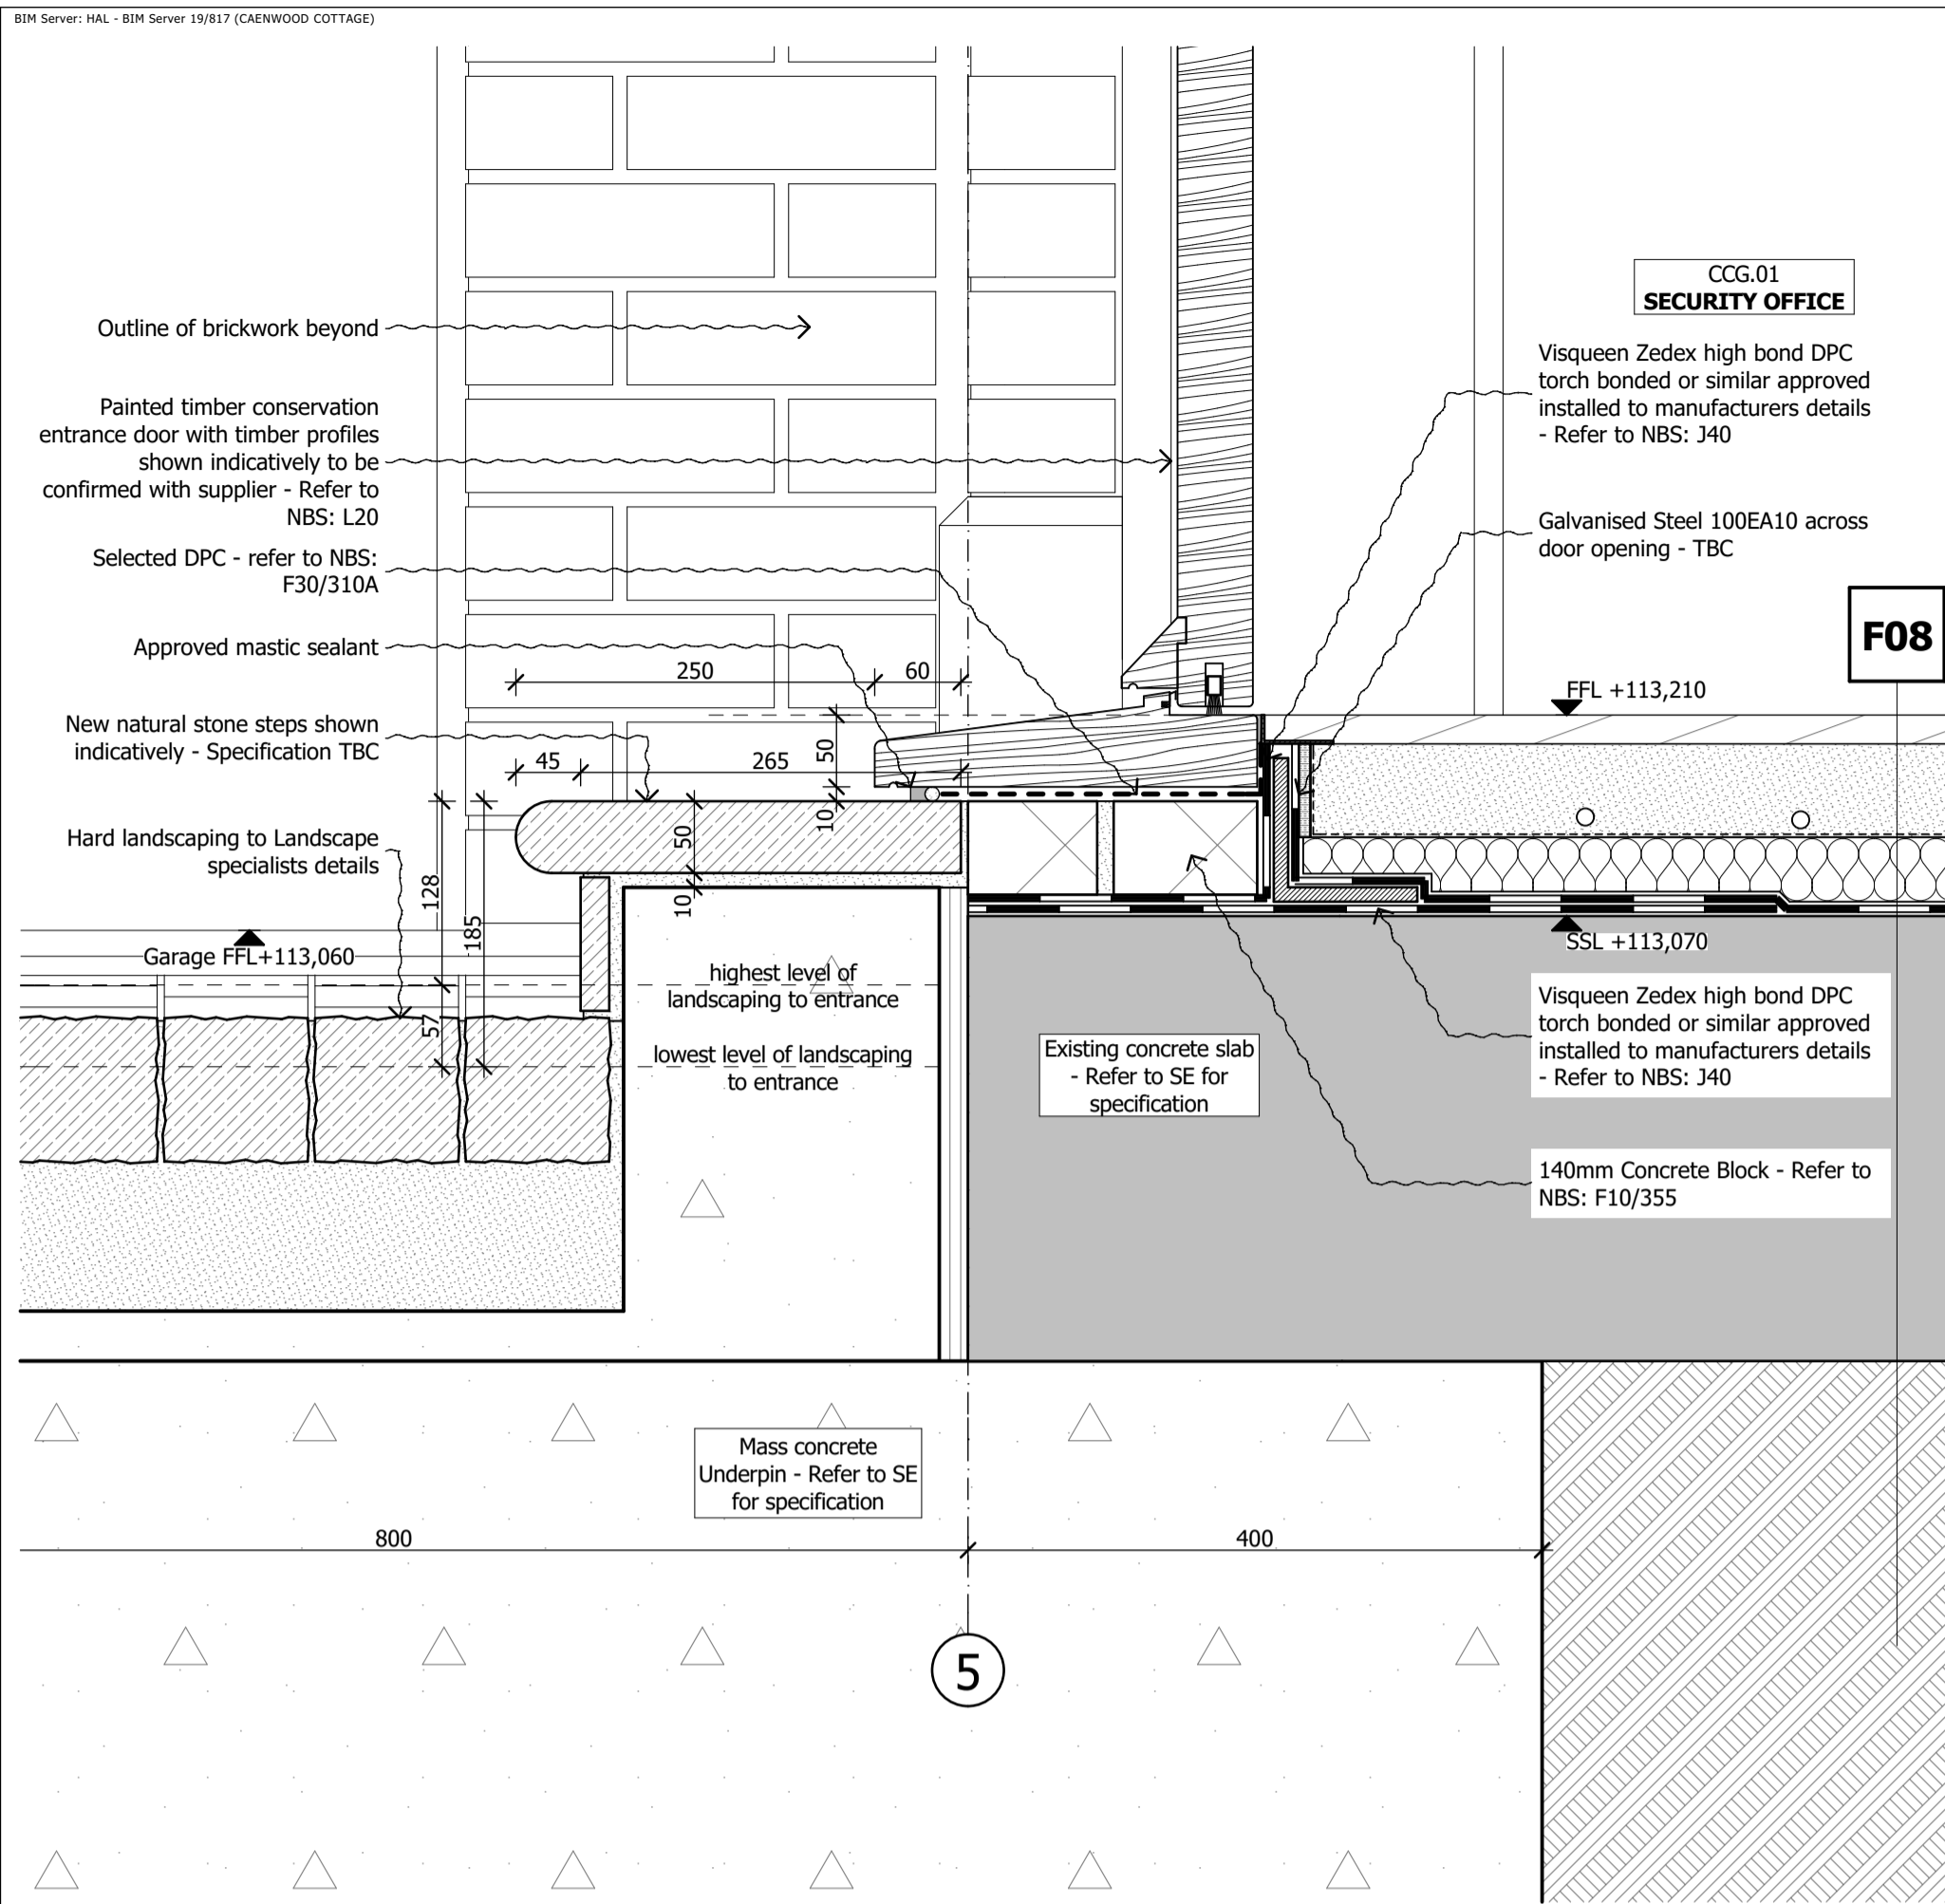 BIM Server: HAL - BIM Server 19/817 (CAENWOOD COTTAGE)
Outline of brickwork beyond
Painted timber conservation
entrance door with timber profiles
shown indicatively to be
confirmed with supplier - Refer to
NBS: L20
Selected DPC - refer to NBS:
F30/310A
Approved mastic sealant
New natural stone steps shown
indicatively - Specification TBC
Hard landscaping to Landscape
specialists details
Garage FFL+113,060
250
60
45
265
50
10
50
10
128
185
57
highest level of
landscaping to entrance
lowest level of landscaping
to entrance
CCG.01
SECURITY OFFICE
Visqueen Zedex high bond DPC
torch bonded or similar approved
installed to manufacturers details
- Refer to NBS: J40
Galvanised Steel 100EA10 across
door opening - TBC
F08
FFL +113,210
SSL +113,070
Existing concrete slab
- Refer to SE for
specification
Visqueen Zedex high bond DPC
torch bonded or similar approved
installed to manufacturers details
- Refer to NBS: J40
140mm Concrete Block - Refer to
NBS: F10/355
Mass concrete
Underpin - Refer to SE
for specification
800
400
5